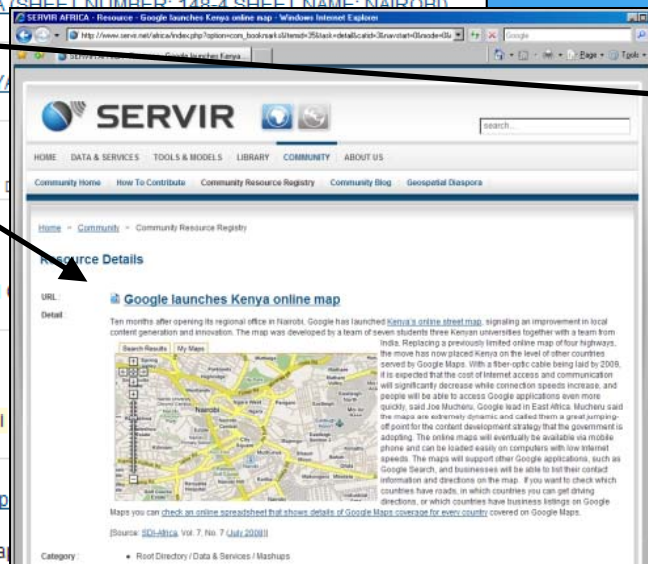 A (SHEET NUMBER: 148-4 SHEET NAME: NAIROBI)
SERVIR AFRICA - Resource - Google launches Kenya online map - Windows Internet Explorer
Google
Page
Tools
SERVIR
search...
HOME DATA & SERVICES TOOLS & MODELS LIBRARY COMMUNITY ABOUT US
Community Home How To Contribute Community Resource Registry Community Blog Geospatial Diaspora
Home Community Community Resource Registry
Resource Details
URL : Google launches Kenya online map
Detail :
Ten months after opening its regional office in Nairobi, Google has launched Kenya's online street map, signaling an improvement in local
content generation and innovation. The map was developed by a team of seven students three Kenyan universities together with a team from
India. Replacing a previously limited online map of four highways,
the move has now placed Kenya on the level of other countries
served by Google Maps. With a fiber-optic cable being laid by 2009,
it is expected that the cost of Internet access and communication
will significantly decrease while connection speeds increase, and
people will be able to access Google applications even more
quickly, said Joe Mucheru, Google lead in East Africa. Mucheru said
the maps are extremely dynamic and called them a great jumping-
off point for the content development strategy that the government is
adopting. The online maps will eventually be available via mobile
phone and can be loaded easily on computers with low Internet
speeds. The maps will support other Google applications, such as
Google Search, and businesses will be able to list their contact
information and directions on the map. If you want to check which
countries have roads, in which countries you can get driving
directions, or which countries have business listings on Google
Maps you can check an online spreadsheet that shows details of Google Maps coverage for every country covered on Google Maps.
Search Results My Maps
Nairobi
[Source: SDI-Africa, Vol. 7, No. 7 (July 2008)]
Category : Root Directory / Data & Services / Mashups